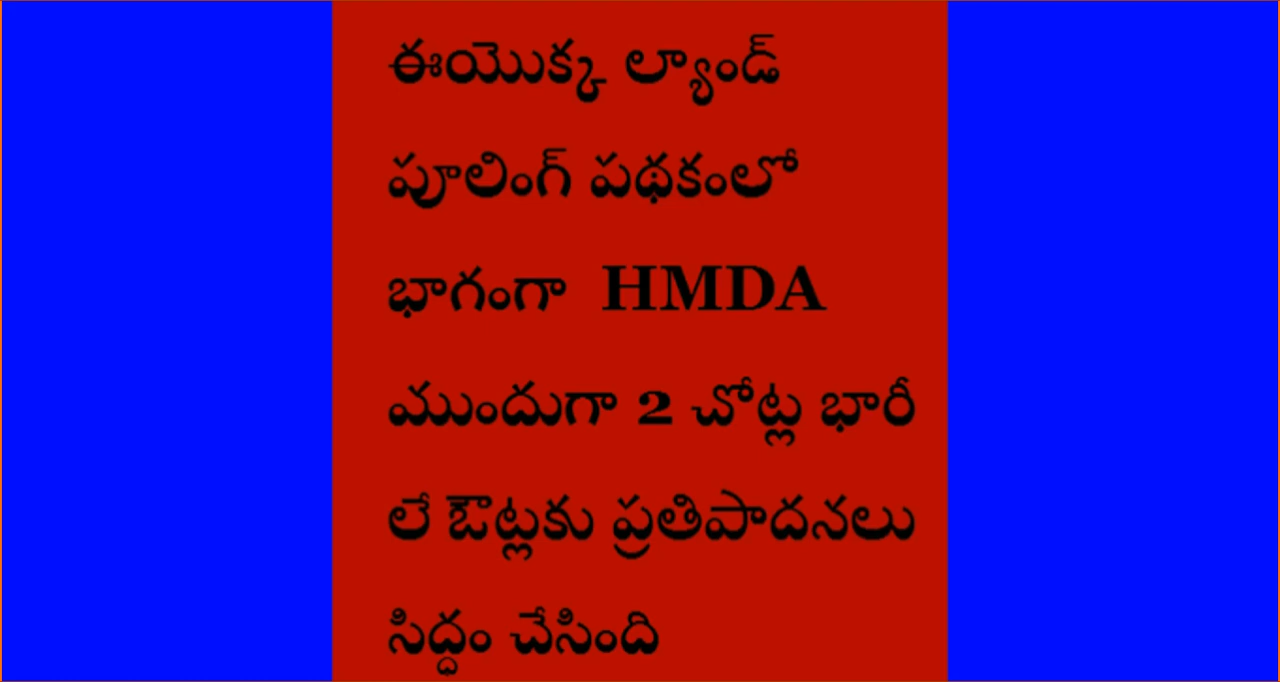 ఈయొక్క ల్యాండ్
పూలింగ్ పథకంలో
భాగంగా HMDA
ముందుగా 2 చోట్ల భారీ
లే ఔట్లకు ప్రతిపాదనలు
సిద్ధం చేసింది